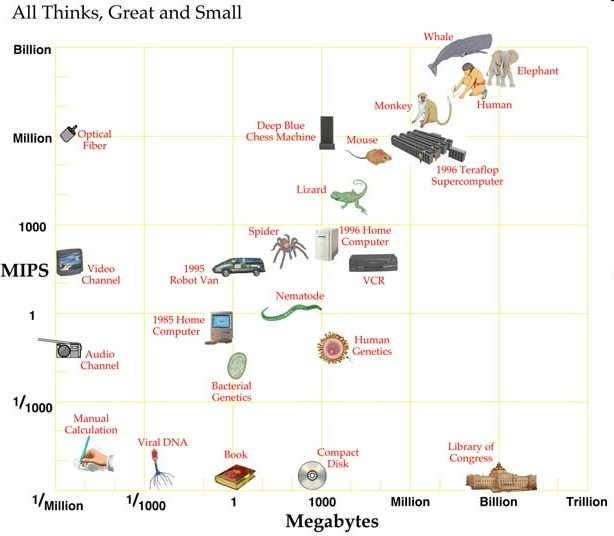 All Thinks, Great and Small
Billion
Whale
Elephant
Human
Monkey
Million
Optical
Fiber
Deep Blue
Chess Machine
Mouse
1996 Teraflop
Supercomputer
Lizard
1000
Spider
1996 Home
Computer
MIPS
Video
Channel
1995
Robot Van
VCR
Nematode
1
1985 Home
Computer
Human
Genetics
Audio
Channel
Bacterial
Genetics
1/1000
Manual
Calculation
Viral DNA
Book
Compact
Disk
Library of
Congress
1/Million
1/1000
1
1000
Million
Billion
Trillion
Megabytes